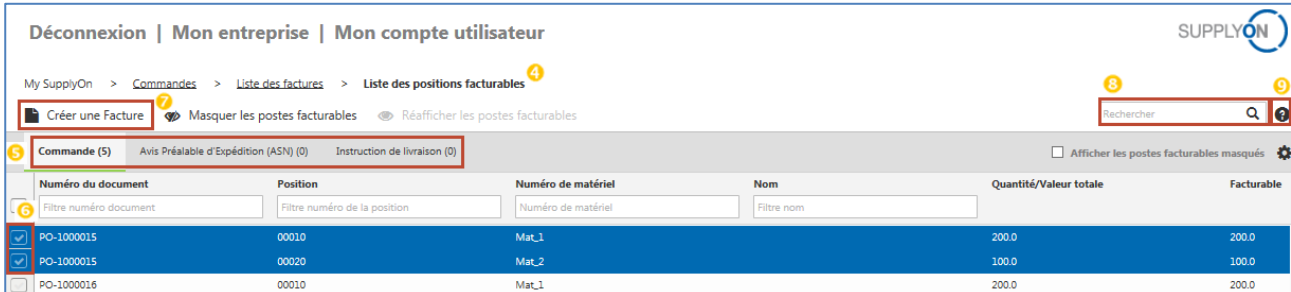 Déconnexion | Mon entreprise | Mon compte utilisateur
SUPPLYON
My SupplyOn > Commandes > Liste des factures > Liste des positions facturables 4
7 8 9
Créer une Facture Masquer les postes facturables Réafficher les postes facturables Rechercher ?
5 Commande (5) Avis Préalable d'Expédition (ASN) (0) Instruction de livraison (0) Afficher les postes facturables masqués
Numéro du document Position Numéro de matériel Nom Quantité/Valeur totale Facturable
6 Filtre numéro document Filtre numéro de la position Numéro de matériel Filtre nom
PO-1000015 00010 Mat_1 200.0 200.0
PO-1000015 00020 Mat_2 100.0 100.0
PO-1000016 00010 Mat_1 200.0 200.0